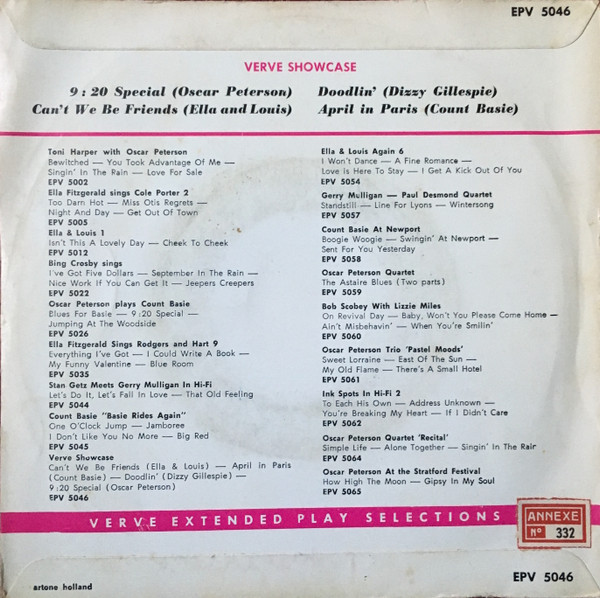 EPV 5046
VERVE SHOWCASE
9 : 20 Special (Oscar Peterson)
Can't We Be Friends (Ella and Louis)
Doodlin' (Dizzy Gillespie)
April in Paris (Count Basie)
Toni Harper with Oscar Peterson
Bewitched — You Took Advantage Of Me —
Singin' In The Rain — Love For Sale
EPV 5002
Ella Fitzgerald sings Cole Porter 2
Too Darn Hot — Miss Otis Regrets —
Night And Day — Get Out Of Town
EPV 5005
Ella & Louis 1
Isn't This A Lovely Day — Cheek To Cheek
EPV 5012
Bing Crosby sings
I've Got Five Dollars — September In The Rain —
Nice Work If You Can Get It — Jeepers Creepers
EPV 5022
Oscar Peterson plays Count Basie
Blues For Basie — 9 : 20 Special —
Jumping At The Woodside
EPV 5026
Ella Fitzgerald Sings Rodgers and Hart 9
Everything I've Got — I Could Write A Book —
My Funny Valentine — Blue Room
EPV 5035
Stan Getz Meets Gerry Mulligan In Hi-Fi
Let's Do It, Let's Fall In Love — That Old Feeling
EPV 5044
Count Basie "Basie Rides Again"
One O'Clock Jump — Jamboree
I Don't Like You No More — Big Red
EPV 5045
Verve Showcase
Can't We Be Friends (Ella & Louis) — April in Paris
(Count Basie) — Doodlin' (Dizzy Gillespie) —
9 : 20 Special (Oscar Peterson)
EPV 5046
Ella & Louis Again 6
I Won't Dance — A Fine Romance —
Love Is Here To Stay — I Get A Kick Out Of You
EPV 5054
Gerry Mulligan — Paul Desmond Quartet
Standstill — Line For Lyons — Wintersong
EPV 5057
Count Basie At Newport
Boogie Woogie — Swingin' At Newport —
Sent For You Yesterday
EPV 5058
Oscar Peterson Quartet
The Astaire Blues (Two parts)
EPV 5059
Bob Scobey With Lizzie Miles
On Revival Day — Baby, Won't You Please Come Home —
Ain't Misbehavin' — When You're Smilin'
EPV 5060
Oscar Peterson Trio 'Pastel Moods'
Sweet Lorraine — East Of The Sun —
My Old Flame — There's A Small Hotel
EPV 5061
Ink Spots In Hi-Fi 2
To Each His Own — Address Unknown —
You're Breaking My Heart — If I Didn't Care
EPV 5062
Oscar Peterson Quartet 'Recital'
Simple Life — Alone Together — Singin' In The Rain
EPV 5064
Oscar Peterson At the Stratford Festival
How High The Moon — Gipsy In My Soul
EPV 5065
VERVE EXTENDED PLAY SELECTIONS
ANNEXE
No 332
EPV 5046
artone holland